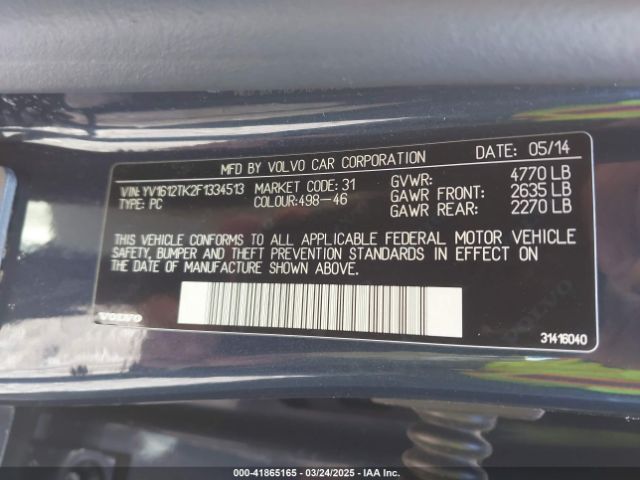 MFD BY VOLVO CAR CORPORATION DATE: 05/14
VIN: YV1612TK2F1334513 MARKET CODE: 31 GVWR: 4770 LB
TYPE: PC COLOUR:498-46 GAWR FRONT: 2635 LB
GAWR REAR: 2270 LB
THIS VEHICLE CONFORMS TO ALL APPLICABLE FEDERAL MOTOR VEHICLE
SAFETY, BUMPER AND THEFT PREVENTION STANDARDS IN EFFECT ON
THE DATE OF MANUFACTURE SHOWN ABOVE.
VOLVO
VOLVO
31416040
000-41865165 | 03/24/2025 | IAA Inc.